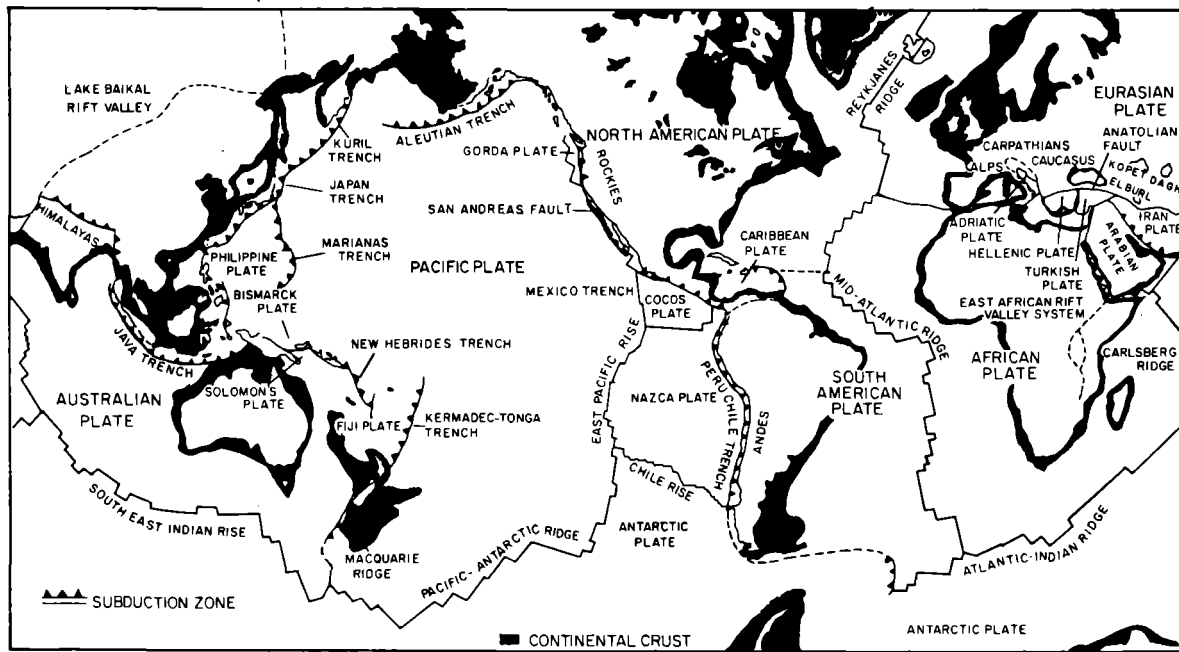 LAKE BAIKAL
RIFT VALLEY
KURIL
TRENCH
ALEUTIAN TRENCH
JAPAN
TRENCH
HIMALAYAS
PHILIPPINE
PLATE
MARIANAS
TRENCH
BISMARCK
PLATE
PACIFIC PLATE
JAVA TRENCH
NEW HEBRIDES TRENCH
SOLOMON'S
PLATE
AUSTRALIAN
PLATE
FIJI PLATE
KERMADEC-TONGA
TRENCH
SOUTH EAST INDIAN RISE
MACQUARIE
RIDGE
PACIFIC-ANTARCTIC RIDGE
NORTH AMERICAN PLATE
GORDA PLATE
ROCKIES
SAN ANDREAS FAULT
CARIBBEAN
PLATE
MEXICO TRENCH
COCOS
PLATE
EAST PACIFIC RISE
NAZCA PLATE
PERU CHILE TRENCH
ANDES
SOUTH
AMERICAN
PLATE
CHILE RISE
ANTARCTIC
PLATE
REYKJANES
RIDGE
MID-ATLANTIC RIDGE
EURASIAN
PLATE
ANATOLIAN
FAULT
CARPATHIANS
CAUCASUS
ALPS
KOPET DAGH
ELBURZ
IRAN
PLATE
ADRIATIC
PLATE
HELLENIC PLATE
ARABIAN
PLATE
TURKISH
PLATE
EAST AFRICAN RIFT
VALLEY SYSTEM
AFRICAN
PLATE
CARLSBERG
RIDGE
ATLANTIC-INDIAN RIDGE
ANTARCTIC PLATE
SUBDUCTION ZONE
CONTINENTAL CRUST